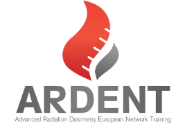 ARDENT
Advanced Radiation Dosimetry European Network Training